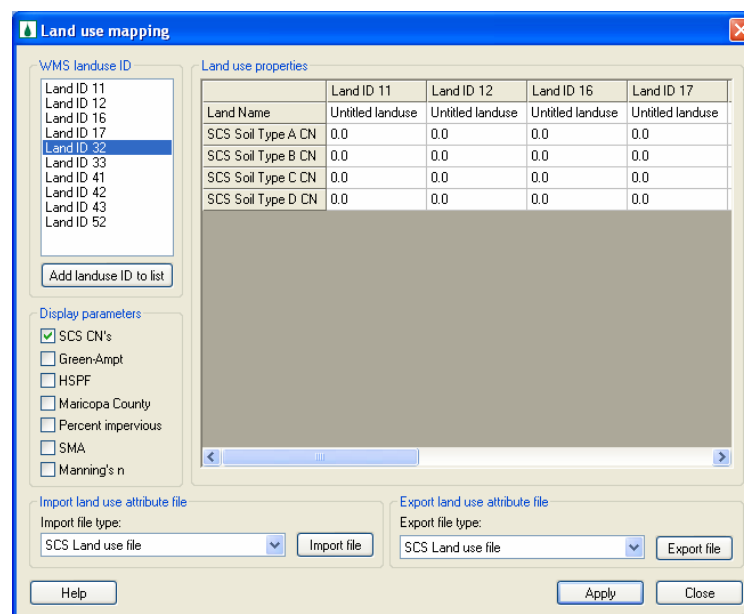 Land use mapping
WMS landuse ID
Land ID 11
Land ID 12
Land ID 16
Land ID 17
Land ID 32
Land ID 33
Land ID 41
Land ID 42
Land ID 43
Land ID 52
Add landuse ID to list
Display parameters
SCS CN's
Green-Ampt
HSPF
Maricopa County
Percent impervious
SMA
Manning's n
Land use properties
Land ID 11 Land ID 12 Land ID 16 Land ID 17
Land Name Untitled landuse Untitled landuse Untitled landuse Untitled landuse
SCS Soil Type A CN 0.0 0.0 0.0 0.0
SCS Soil Type B CN 0.0 0.0 0.0 0.0
SCS Soil Type C CN 0.0 0.0 0.0 0.0
SCS Soil Type D CN 0.0 0.0 0.0 0.0
Import land use attribute file
Import file type:
SCS Land use file Import file
Export land use attribute file
Export file type:
SCS Land use file Export file
Help Apply Close